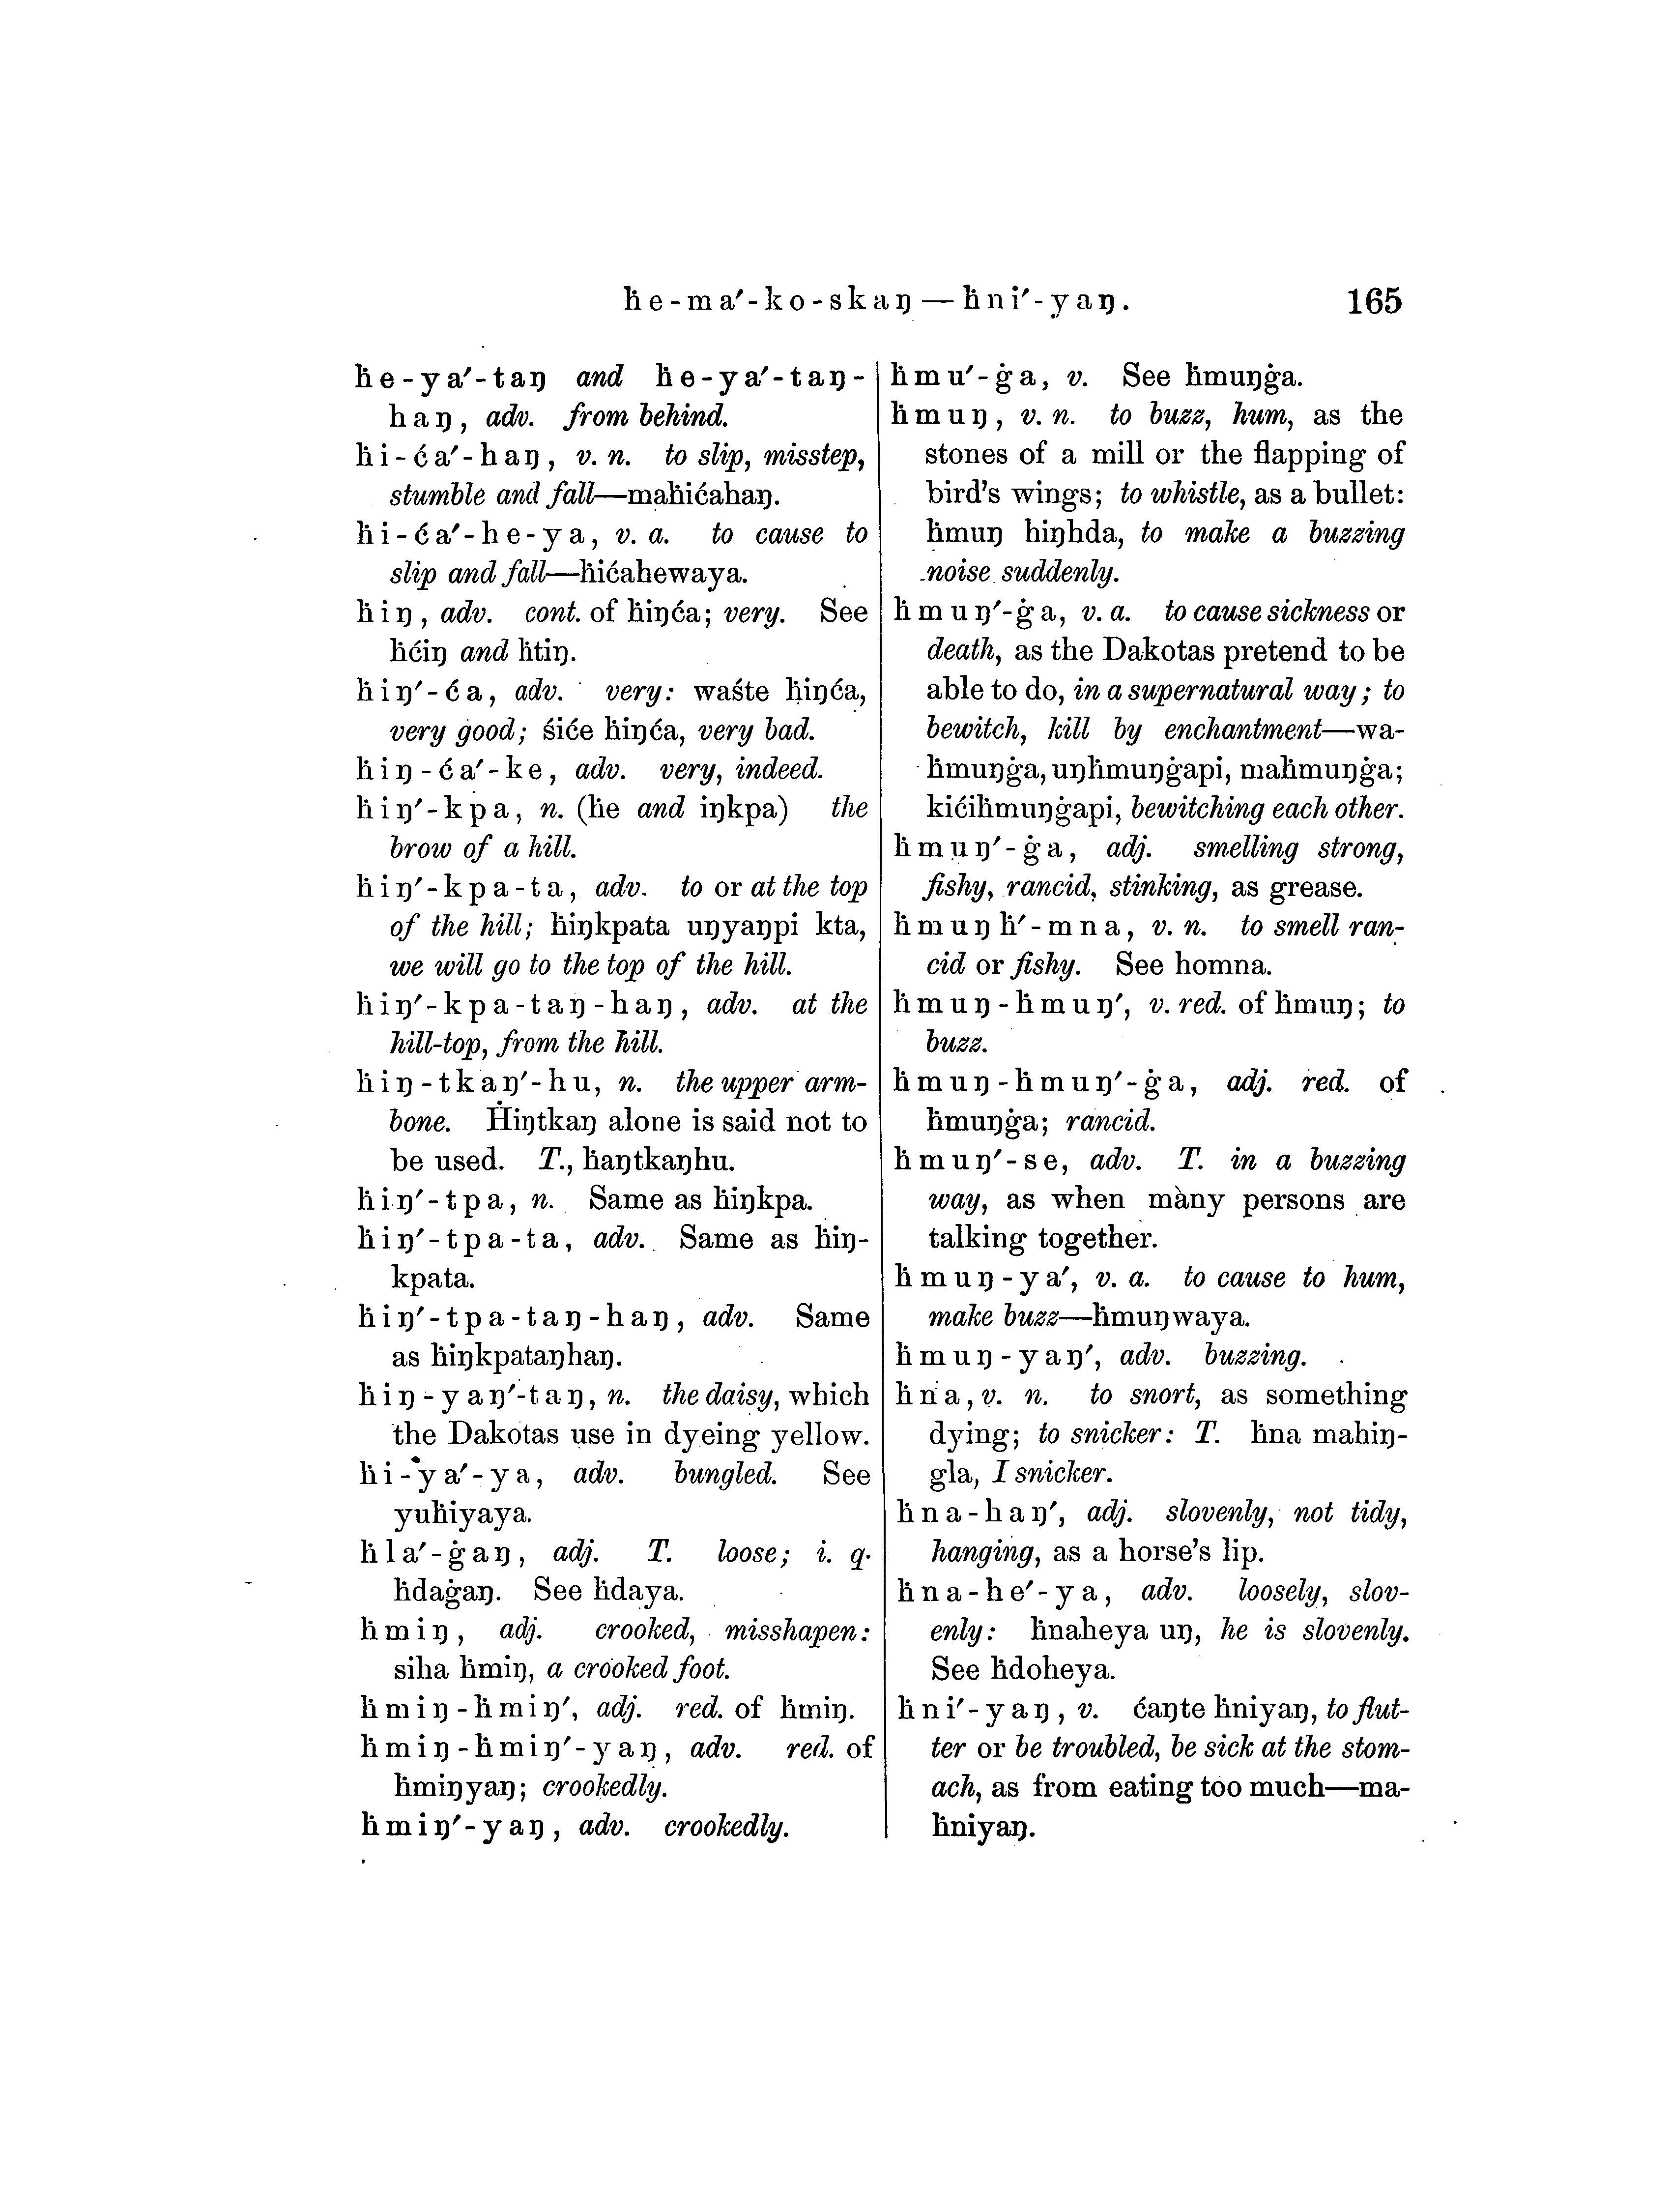 ḣe-ma′-ko-skaŋ — ḣni′-yaŋ. 165
ḣe-ya′-taŋ and ḣe-ya′-taŋ-
haŋ, adv. from behind.
ḣi-ća′-haŋ, v. n. to slip, misstep,
stumble and fall—maḣićahaŋ.
ḣi-ća′-he-ya, v. a. to cause to
slip and fall—ḣićahewaya.
ḣiŋ, adv. cont. of ḣiŋća; very. See
ḣćiŋ and ḣtiŋ.
ḣiŋ′-ća, adv. very: waśte ḣiŋća,
very good; śiće ḣiŋća, very bad.
ḣiŋ-ća′-ke, adv. very, indeed.
ḣiŋ′-kpa, n. (ḣe and iŋkpa) the
brow of a hill.
ḣiŋ′-kpa-ta, adv. to or at the top
of the hill; ḣiŋkpata uŋyaŋpi kta,
we will go to the top of the hill.
ḣiŋ′-kpa-taŋ-haŋ, adv. at the
hill-top, from the hill.
ḣiŋ-tkaŋ′-hu, n. the upper arm-
bone. Ḣiŋtkaŋ alone is said not to
be used. T., ḣaŋtkaŋhu.
ḣiŋ′-tpa, n. Same as ḣiŋkpa.
ḣiŋ′-tpa-ta, adv. Same as ḣiŋ-
kpata.
ḣiŋ′-tpa-taŋ-haŋ, adv. Same
as ḣiŋkpataŋhaŋ.
ḣiŋ-yaŋ′-taŋ, n. the daisy, which
the Dakotas use in dyeing yellow.
ḣi-ya′-ya, adv. bungled. See
yuḣiyaya.
ḣla′-ġaŋ, adj. T. loose; i. q.
ḣdaġaŋ. See ḣdaya.
ḣmiŋ, adj. crooked, misshapen:
siha ḣmiŋ, a crooked foot.
ḣmiŋ-ḣmiŋ′, adj. red. of ḣmiŋ.
ḣmiŋ-ḣmiŋ′-yaŋ, adv. red. of
ḣmiŋyaŋ; crookedly.
ḣmiŋ′-yaŋ, adv. crookedly.
ḣmu′-ġa, v. See ḣmuŋġa.
ḣmuŋ, v. n. to buzz, hum, as the
stones of a mill or the flapping of
bird's wings; to whistle, as a bullet:
ḣmuŋ hiŋhda, to make a buzzing
noise suddenly.
ḣmuŋ′-ġa, v. a. to cause sickness or
death, as the Dakotas pretend to be
able to do, in a supernatural way; to
bewitch, kill by enchantment—wa-
ḣmuŋġa, uŋḣmuŋġapi, maḣmuŋġa;
kićiḣmuŋġapi, bewitching each other.
ḣmuŋ′-ġa, adj. smelling strong,
fishy, rancid, stinking, as grease.
ḣmuŋḣ′-mna, v. n. to smell ran-
cid or fishy. See homna.
ḣmuŋ-ḣmuŋ′, v. red. of ḣmuŋ; to
buzz.
ḣmuŋ-ḣmuŋ′-ġa, adj. red. of
ḣmuŋġa; rancid.
ḣmuŋ′-se, adv. T. in a buzzing
way, as when many persons are
talking together.
ḣmuŋ-ya′, v. a. to cause to hum,
make buzz—ḣmuŋwaya.
ḣmuŋ-yaŋ′, adv. buzzing.
ḣna, v. n. to snort, as something
dying; to snicker: T. ḣna mahiŋ-
gla, I snicker.
ḣna-haŋ′, adj. slovenly, not tidy,
hanging, as a horse's lip.
ḣna-he′-ya, adv. loosely, slov-
enly: ḣnaheya uŋ, he is slovenly.
See ḣdoheya.
ḣni′-yaŋ, v. ćaŋte ḣniyaŋ, to flut-
ter or be troubled, be sick at the stom-
ach, as from eating too much—ma-
ḣniyaŋ.